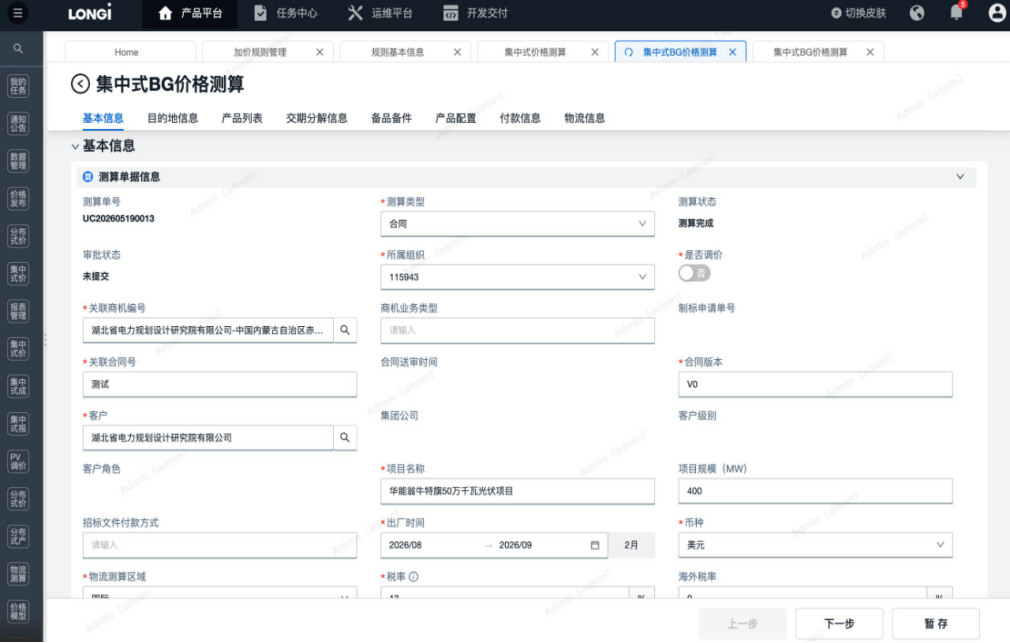 LONGi 产品平台 任务中心 运维平台 开发交付 切换皮肤 5
Home 加价规则管理 规则基本信息 集中式价格测算 集中式BG价格测算 集中式BG价格测算
集中式BG价格测算
基本信息 目的地信息 产品列表 交期分解信息 备品备件 产品配置 付款信息 物流信息
我的任务
通知公告
数据管理
价格发布
分布式价
集中式价
报表管理
集中式价
集中式成
集中式报
PV调价
分布式价
分布式产
物流测算
价格模型
基本信息
测算单据信息
测算单号 *测算类型 测算状态
UC202605190013 合同 测算完成
审批状态 *所属组织 *是否调价
未提交 115943 否
*关联商机编号 商机业务类型 制标申请单号
湖北省电力规划设计研究院有限公司-中国内蒙古自治区赤... 请输入
*关联合同号 合同送审时间 *合同版本
测试 V0
*客户 集团公司 客户级别
湖北省电力规划设计研究院有限公司
客户角色 *项目名称 项目规模（MW）
华能翁牛特旗50万千瓦光伏项目 400
招标文件付款方式 *出厂时间 *币种
请输入 2026/08 → 2026/09 2月 美元
*物流测算区域 *税率 海外税率
国际 13 % 0 %
上一步 下一步 暂存
Admin (admin)